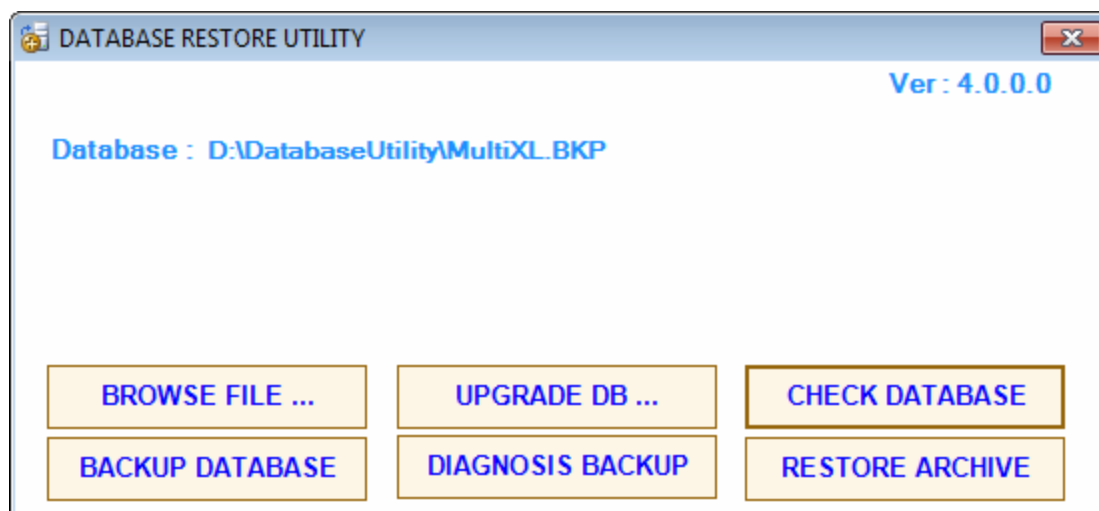 DATABASE RESTORE UTILITY
Ver : 4.0.0.0
Database : D:\DatabaseUtility\MultiXL.BKP
BROWSE FILE ... UPGRADE DB ... CHECK DATABASE
BACKUP DATABASE DIAGNOSIS BACKUP RESTORE ARCHIVE